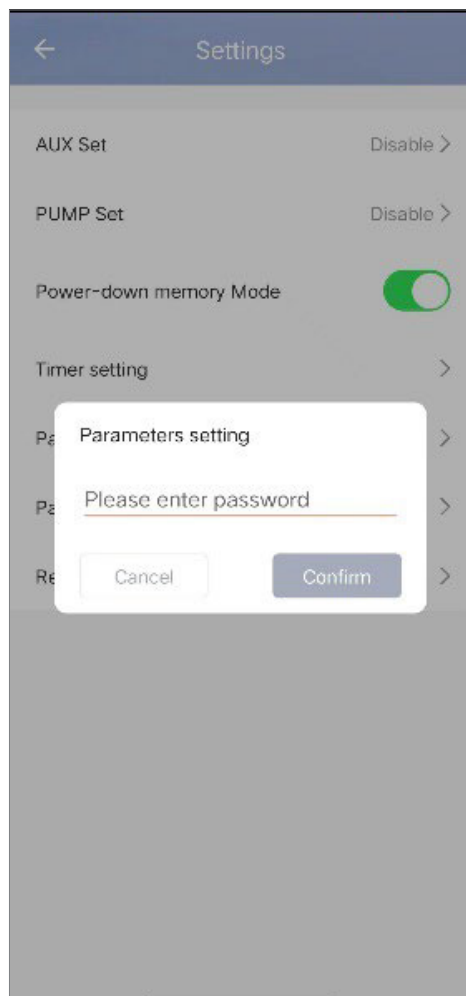 Settings
AUX Set Disable
PUMP Set Disable
Power-down memory Mode
Timer setting
Parameters setting
Please enter password
Cancel Confirm